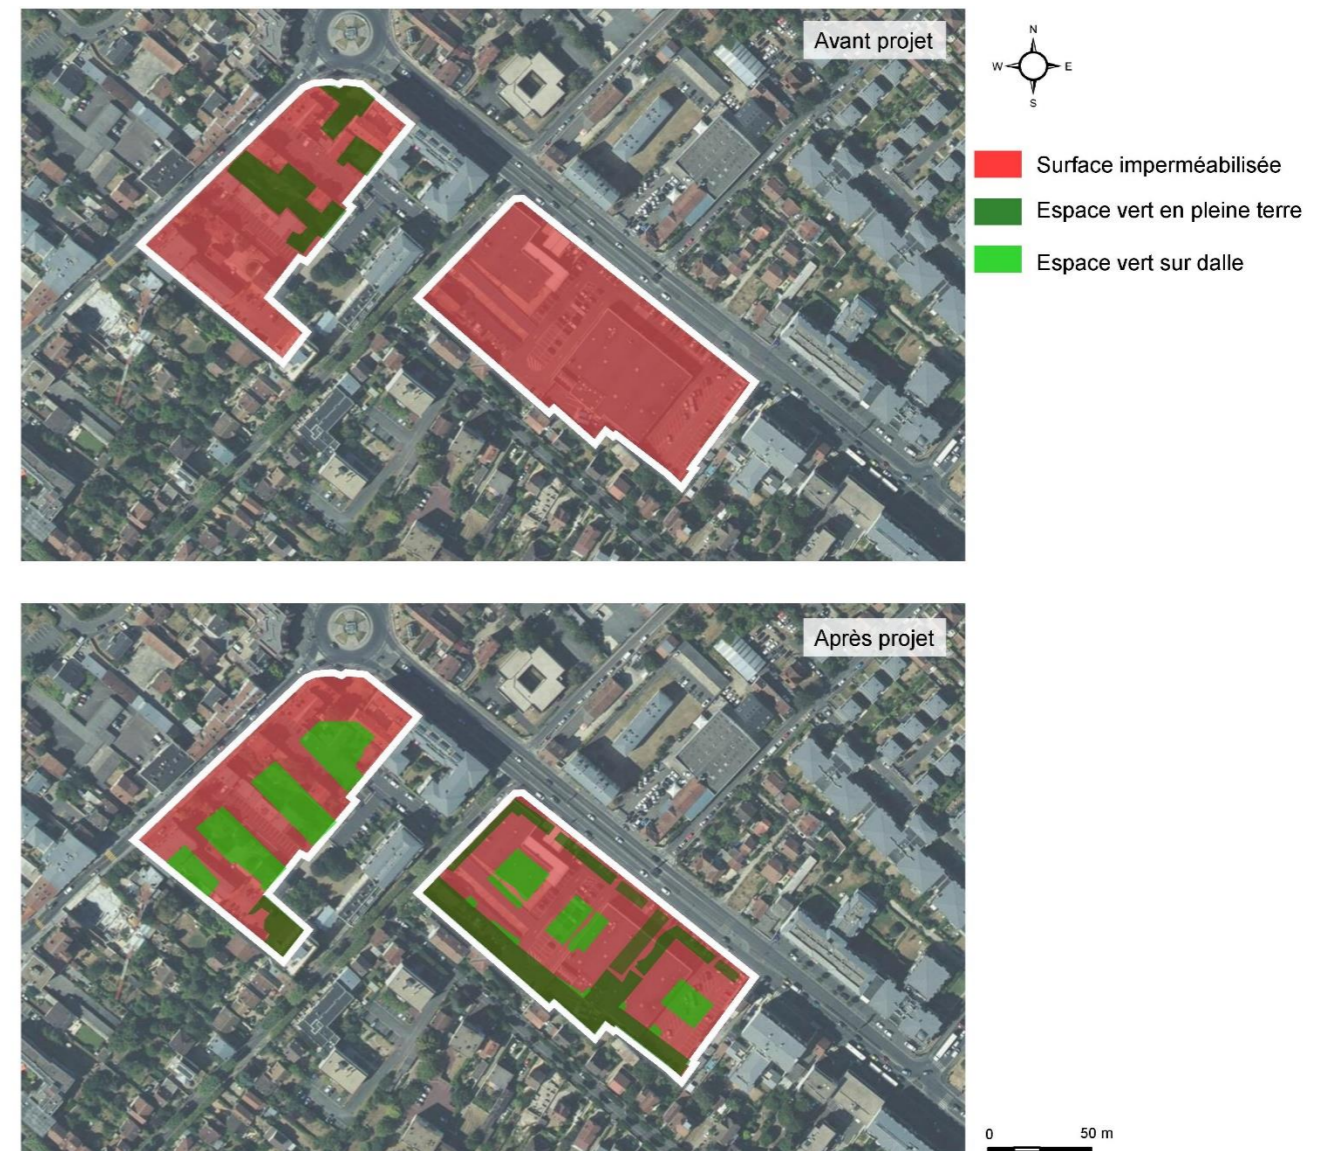 Avant projet
N
W E
S
Surface imperméabilisée
Espace vert en pleine terre
Espace vert sur dalle
Après projet
0 50 m